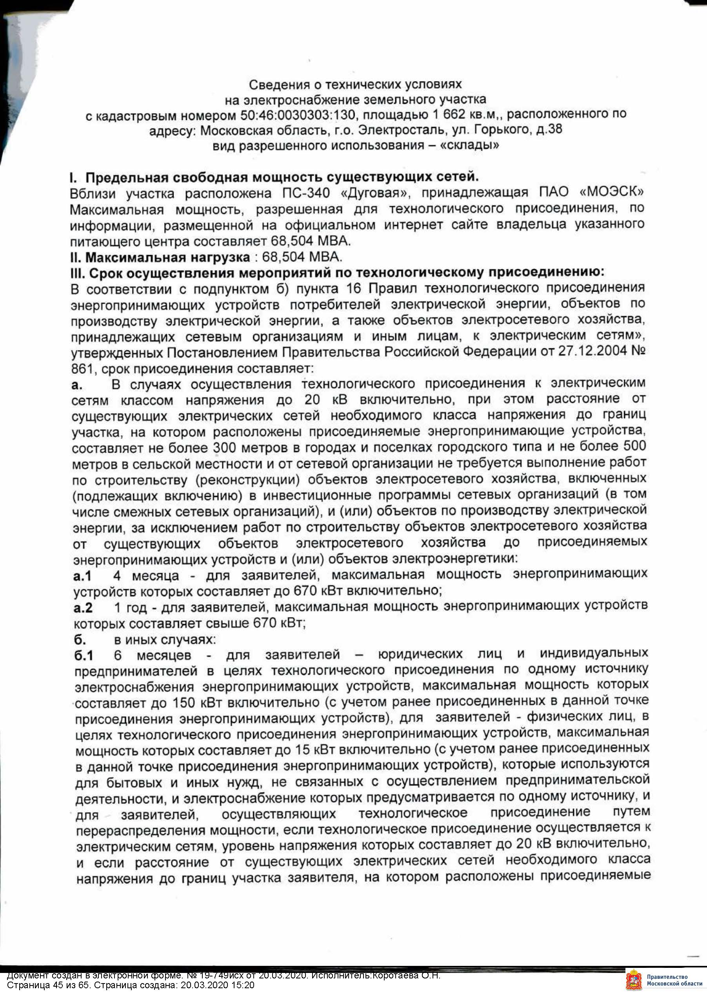 Сведения о технических условиях
на электроснабжение земельного участка
с кадастровым номером 50:46:0030303:130, площадью 1 662 кв.м,, расположенного по
адресу: Московская область, г.о. Электросталь, ул. Горького, д.38
вид разрешенного использования – «склады»
I. Предельная свободная мощность существующих сетей.
Вблизи участка расположена ПС-340 «Дуговая», принадлежащая ПАО «МОЭСК»
Максимальная мощность, разрешенная для технологического присоединения, по
информации, размещенной на официальном интернет сайте владельца указанного
питающего центра составляет 68,504 МВА.
II. Максимальная нагрузка : 68,504 МВА.
III. Срок осуществления мероприятий по технологическому присоединению:
В соответствии с подпунктом б) пункта 16 Правил технологического присоединения
энергопринимающих устройств потребителей электрической энергии, объектов по
производству электрической энергии, а также объектов электросетевого хозяйства,
принадлежащих сетевым организациям и иным лицам, к электрическим сетям»,
утвержденных Постановлением Правительства Российской Федерации от 27.12.2004 №
861, срок присоединения составляет:
а. В случаях осуществления технологического присоединения к электрическим
сетям классом напряжения до 20 кВ включительно, при этом расстояние от
существующих электрических сетей необходимого класса напряжения до границ
участка, на котором расположены присоединяемые энергопринимающие устройства,
составляет не более 300 метров в городах и поселках городского типа и не более 500
метров в сельской местности и от сетевой организации не требуется выполнение работ
по строительству (реконструкции) объектов электросетевого хозяйства, включенных
(подлежащих включению) в инвестиционные программы сетевых организаций (в том
числе смежных сетевых организаций), и (или) объектов по производству электрической
энергии, за исключением работ по строительству объектов электросетевого хозяйства
от существующих объектов электросетевого хозяйства до присоединяемых
энергопринимающих устройств и (или) объектов электроэнергетики:
а.1 4 месяца - для заявителей, максимальная мощность энергопринимающих
устройств которых составляет до 670 кВт включительно;
а.2 1 год - для заявителей, максимальная мощность энергопринимающих устройств
которых составляет свыше 670 кВт;
б. в иных случаях:
б.1 6 месяцев - для заявителей – юридических лиц и индивидуальных
предпринимателей в целях технологического присоединения по одному источнику
электроснабжения энергопринимающих устройств, максимальная мощность которых
составляет до 150 кВт включительно (с учетом ранее присоединенных в данной точке
присоединения энергопринимающих устройств), для заявителей - физических лиц, в
целях технологического присоединения энергопринимающих устройств, максимальная
мощность которых составляет до 15 кВт включительно (с учетом ранее присоединенных
в данной точке присоединения энергопринимающих устройств), которые используются
для бытовых и иных нужд, не связанных с осуществлением предпринимательской
деятельности, и электроснабжение которых предусматривается по одному источнику, и
для заявителей, осуществляющих технологическое присоединение путем
перераспределения мощности, если технологическое присоединение осуществляется к
электрическим сетям, уровень напряжения которых составляет до 20 кВ включительно,
и если расстояние от существующих электрических сетей необходимого класса
напряжения до границ участка заявителя, на котором расположены присоединяемые
Документ создан в электронной форме. № 19-749исх от 20.03.2020. Исполнитель:Коротаева О.Н.
Страница 45 из 65. Страница создана: 20.03.2020 15:20
Правительство
Московской области